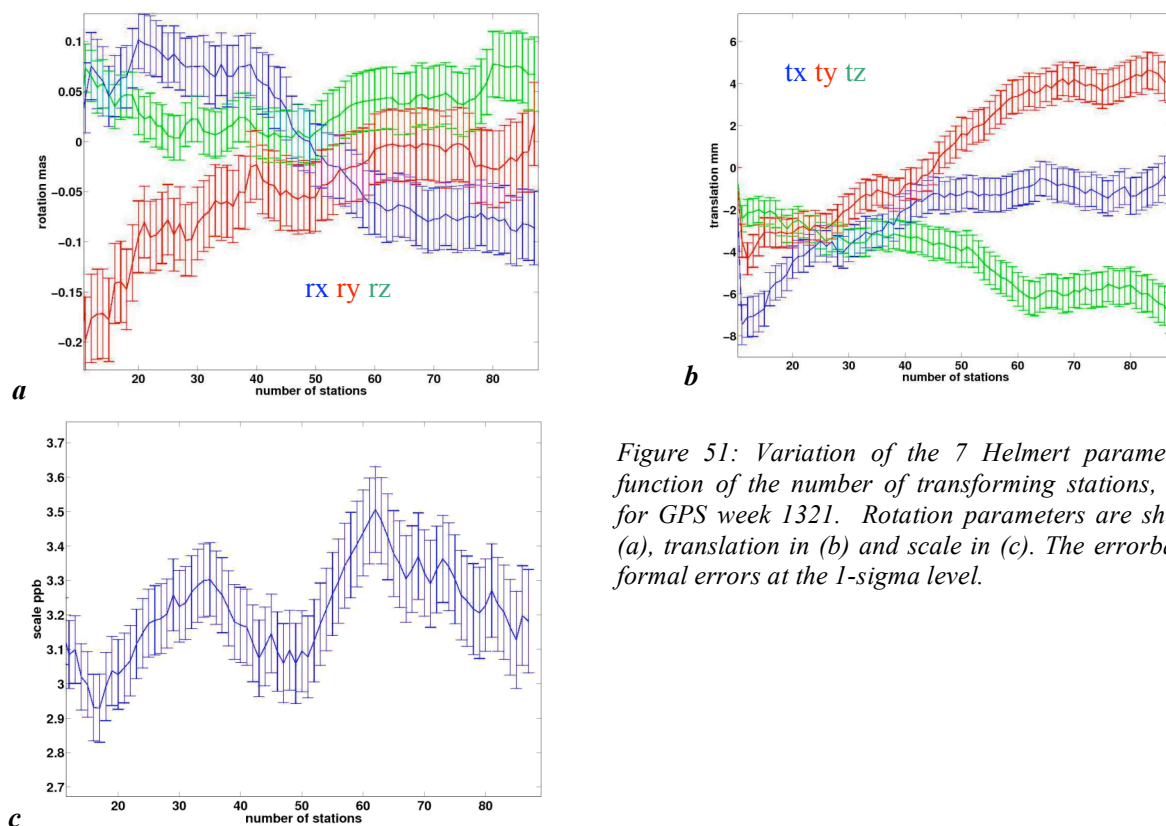 0.1
0.05
0
−0.05
−0.1
−0.15
−0.2
rotation mas
rx ry rz
20 30 40 50 60 70 80
number of stations
a
6
4
2
0
−2
−4
−6
−8
translation mm
tx ty tz
20 30 40 50 60 70 80
number of stations
b
3.7
3.6
3.5
3.4
3.3
3.2
3.1
3
2.9
2.8
2.7
scale ppb
20 30 40 50 60 70 80
number of stations
c
Figure 51: Variation of the 7 Helmert parame
function of the number of transforming stations,
for GPS week 1321. Rotation parameters are sh
(a), translation in (b) and scale in (c). The errorba
formal errors at the 1-sigma level.